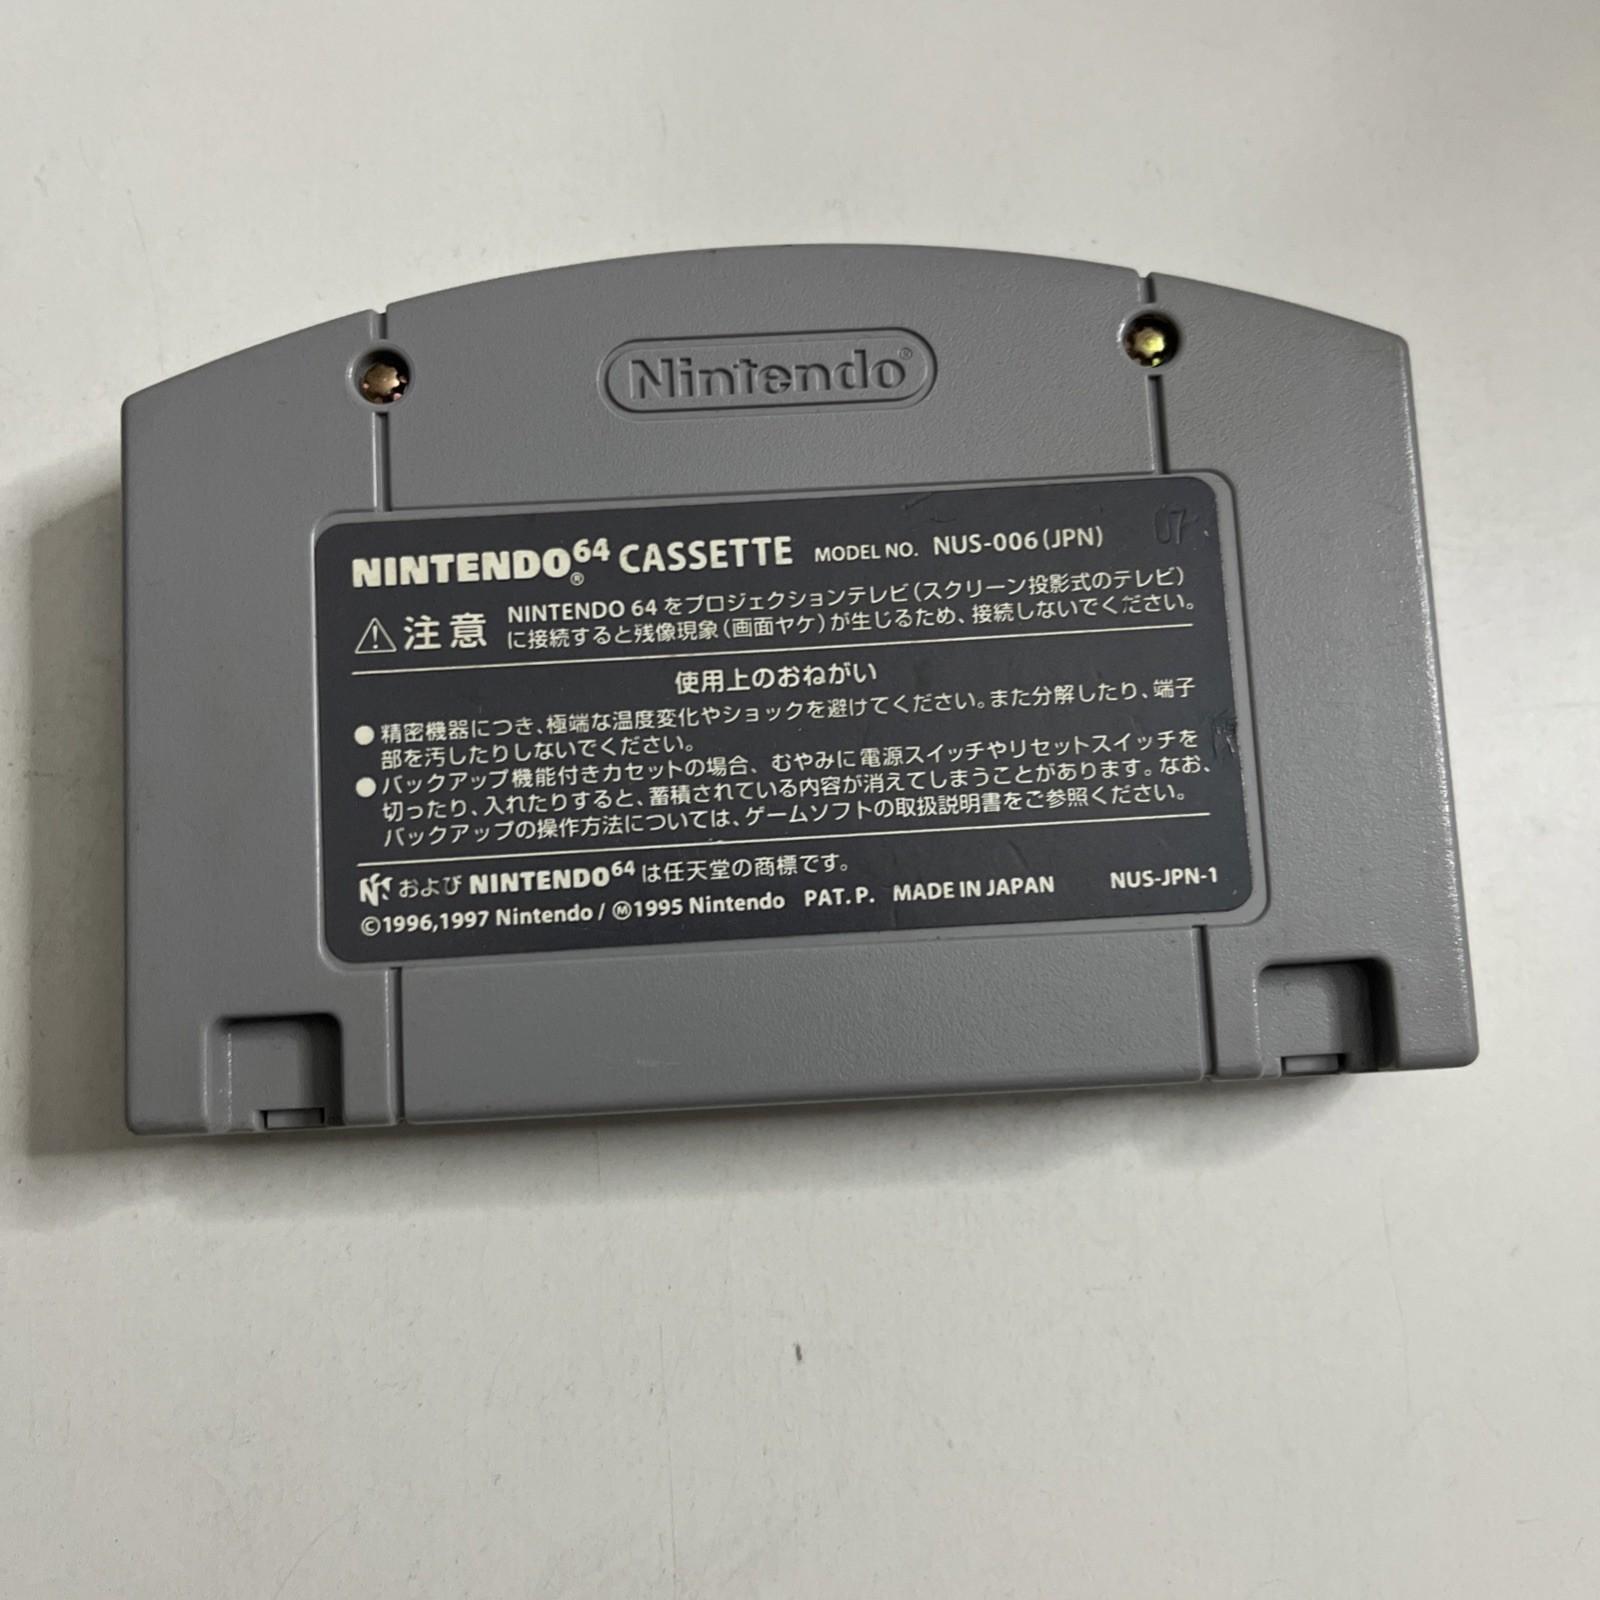 Nintendo®
NINTENDO64® CASSETTE MODEL NO. NUS-006(JPN) 07
⚠注意 NINTENDO 64をプロジェクションテレビ(スクリーン投影式のテレビ)
に接続すると残像現象(画面ヤケ)が生じるため、接続しないでください。
使用上のおねがい
●精密機器につき、極端な温度変化やショックを避けてください。また分解したり、端子
部を汚したりしないでください。
●バックアップ機能付きカセットの場合、むやみに電源スイッチやリセットスイッチを
切ったり、入れたりすると、蓄積されている内容が消えてしまうことがあります。なお、
バックアップの操作方法については、ゲームソフトの取扱説明書をご参照ください。
および NINTENDO64 は任天堂の商標です。
©1996,1997 Nintendo/Ⓜ1995 Nintendo PAT.P. MADE IN JAPAN NUS-JPN-1